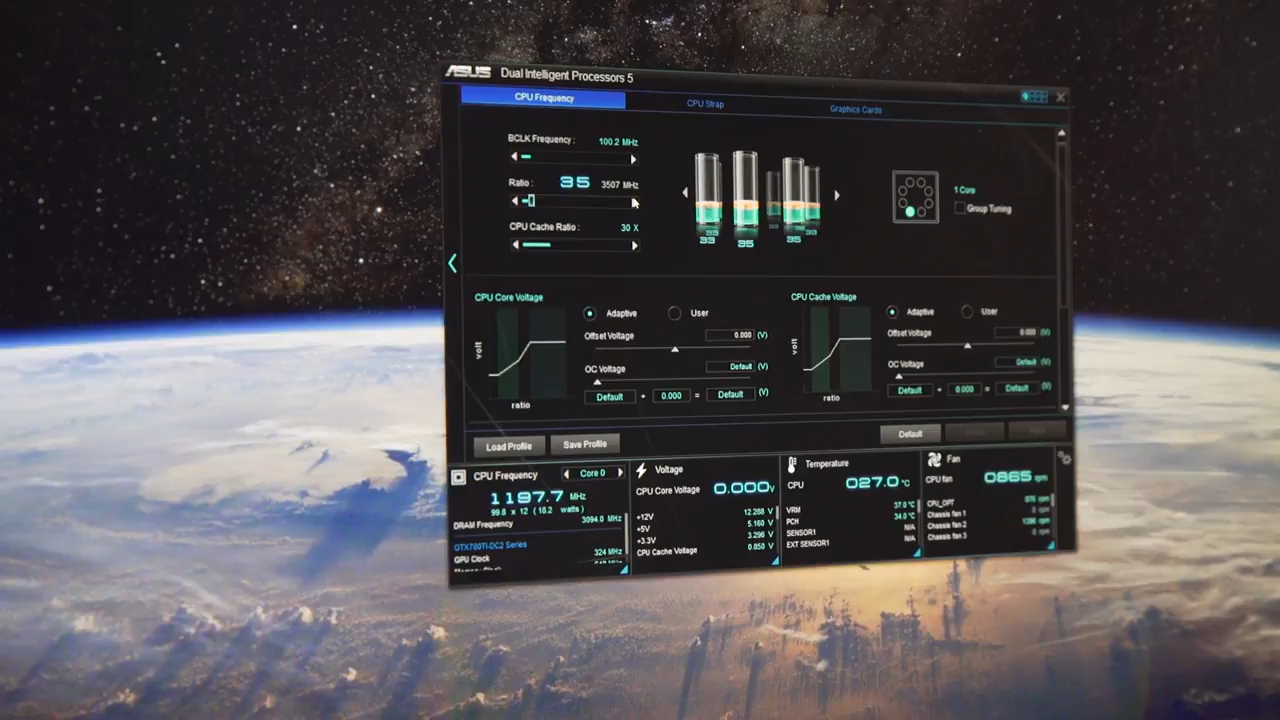 ASUS Dual Intelligent Processors 5
CPU Frequency CPU Strap Graphics Cards
BCLK Frequency : 100.2 MHz
Ratio : 35 3507 MHz
CPU Cache Ratio : 30 X
33 35 35
1 Core
Group Tuning
CPU Core Voltage
Adaptive User
Offset Voltage 0.000 (V)
OC Voltage Default (V)
Default + 0.000 = Default (V)
volt
ratio
CPU Cache Voltage
Adaptive User
Offset Voltage 0.000 (V)
OC Voltage Default (V)
Default + 0.000 = Default (V)
volt
ratio
Load Profile Save Profile Default
CPU Frequency Core 0
1197.7 MHz
99.8 x 12 (18.2 watts)
DRAM Frequency 3094.0 MHz
GTX780TI-DC2 Series
GPU Clock 324 MHz
Voltage
CPU Core Voltage 0.000V
+12V 12.288 V
+5V 5.160 V
+3.3V 3.296 V
CPU Cache Voltage 0.850 V
Temperature
CPU 027.0 °C
VRM 37.0 °C
PCH 34.0 °C
SENSOR1 N/A
EXT SENSOR1 N/A
Fan
CPU fan 0865 rpm
CPU_OPT rpm
Chassis fan 1 0 rpm
Chassis fan 2 rpm
Chassis fan 3 0 rpm